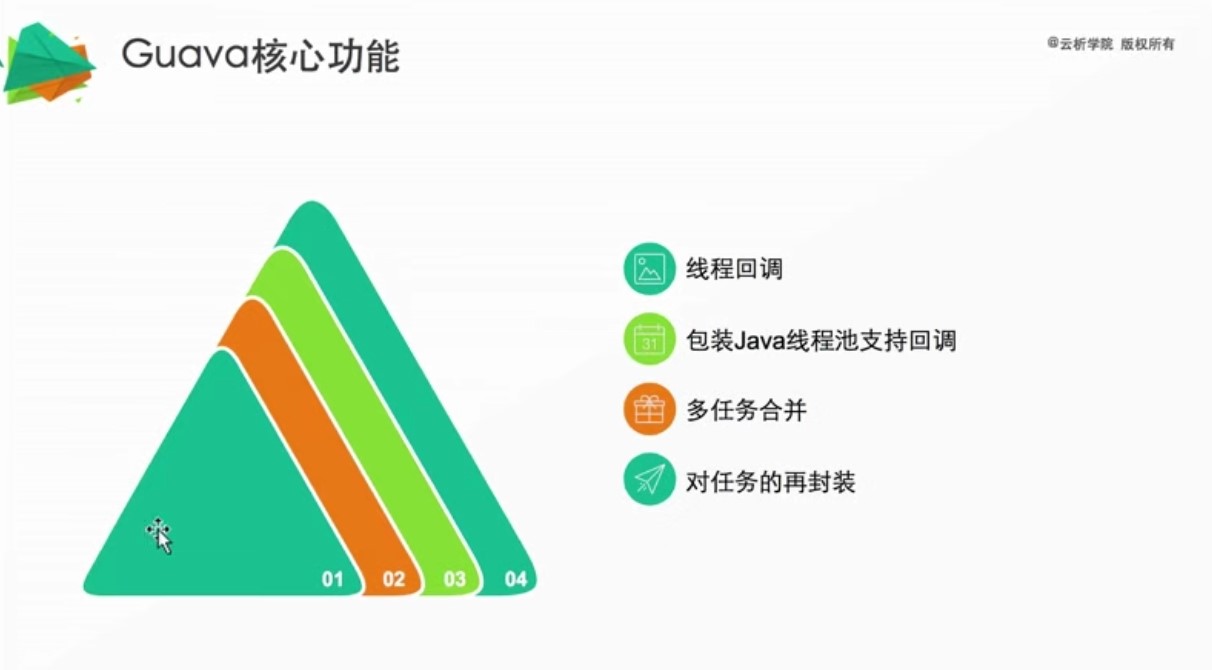 Guava核心功能
@云析学院 版权所有
线程回调
31
包装Java线程池支持回调
多任务合并
对任务的再封装
01 02 03 04